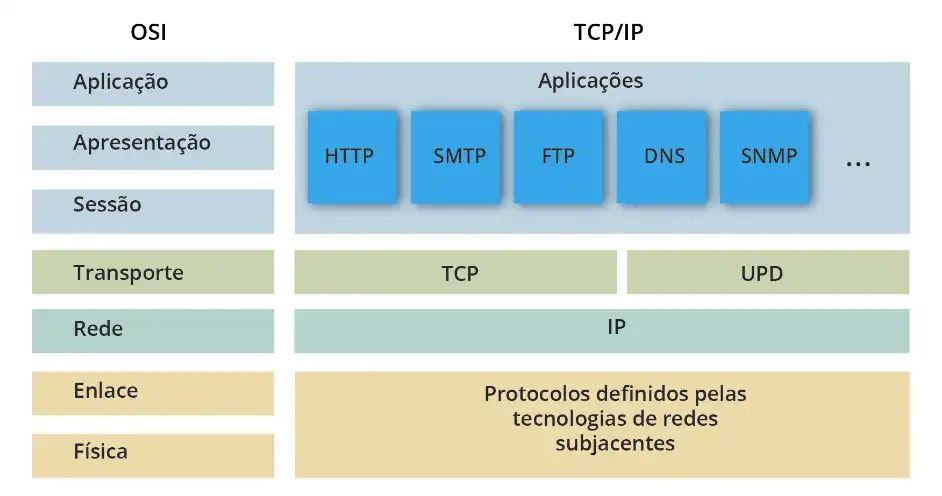 OSI
TCP/IP
Aplicação
Apresentação
Sessão
Transporte
Rede
Enlace
Física
Aplicações
HTTP
SMTP
FTP
DNS
SNMP
...
TCP
UPD
IP
Protocolos definidos pelas
tecnologias de redes
subjacentes